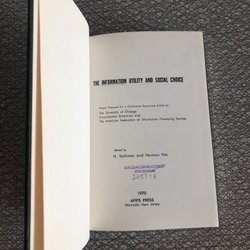 THE INFORMATION UTILITY AND SOCIAL CHOICE
Papers Prepared for a Conference Sponsored Jointly by
The University of Chicago
Encyclopaedia Britannica and
The American Federation of Information Processing Societies
Edited by
H. Sackman and Norman Nie
RIKSDAGSBIBLIOTEKET
1970
AFIPS PRESS
Montvale, New Jersey